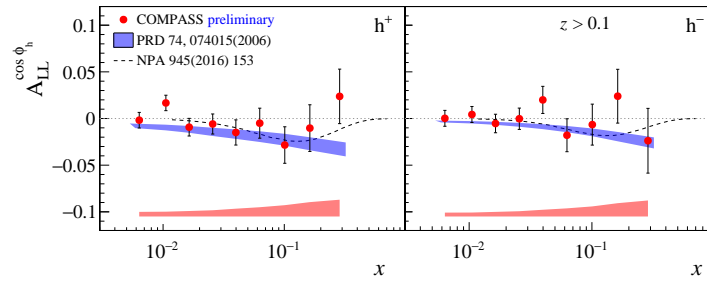 COMPASS preliminary
PRD 74, 074015(2006)
NPA 945(2016) 153
h⁺
z > 0.1
h⁻
A_LL^cos ϕ_h
0.1
0.05
0
−0.05
−0.1
10⁻² 10⁻¹
x
10⁻² 10⁻¹
x